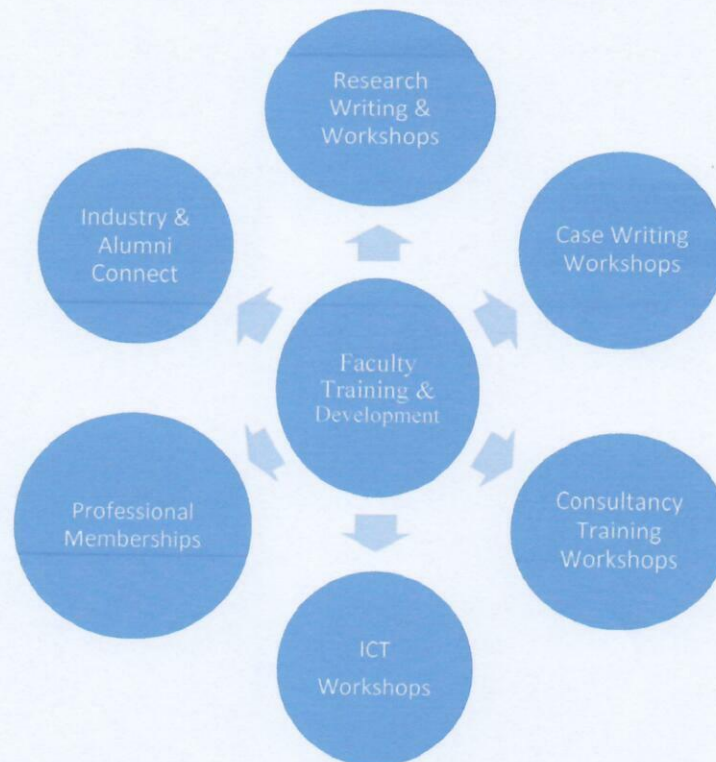 Research
Writing &
Workshops
Industry &
Alumni
Connect
Case Writing
Workshops
Faculty
Training &
Development
Professional
Memberships
Consultancy
Training
Workshops
ICT
Workshops